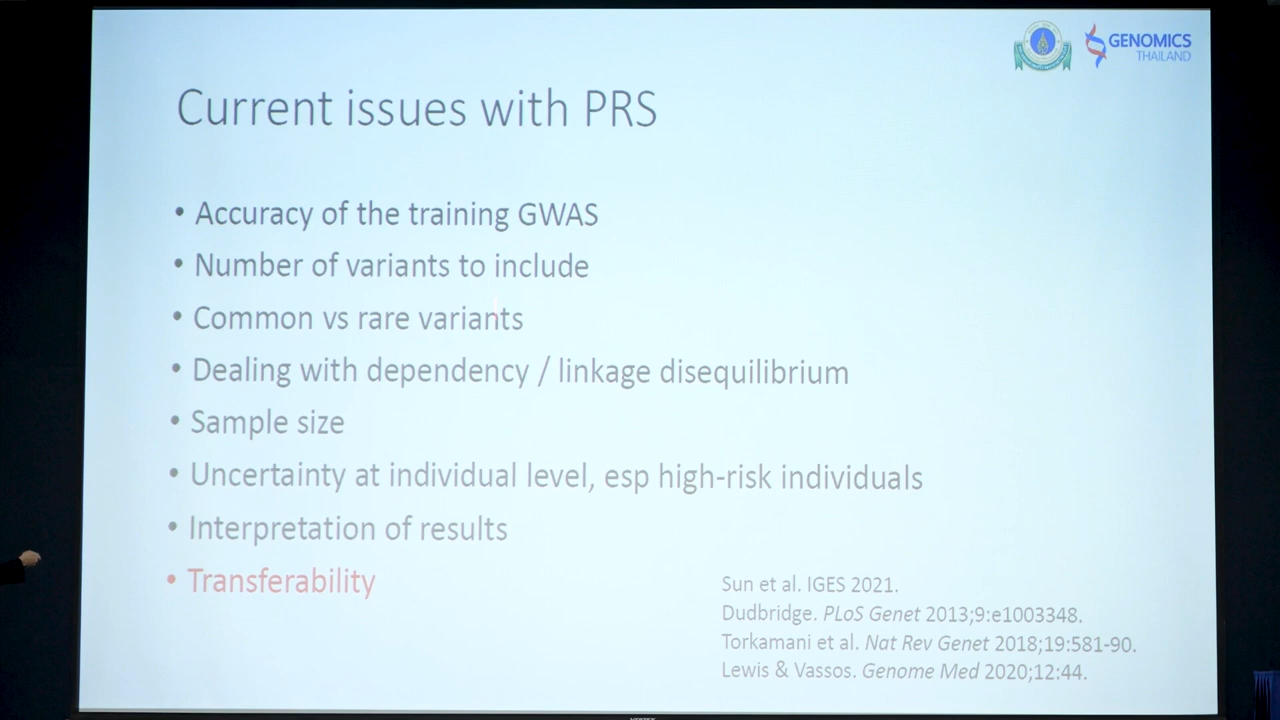 GENOMICS
THAILAND
Current issues with PRS
• Accuracy of the training GWAS
• Number of variants to include
• Common vs rare variants
• Dealing with dependency / linkage disequilibrium
• Sample size
• Uncertainty at individual level, esp high-risk individuals
• Interpretation of results
• Transferability
Sun et al. IGES 2021.
Dudbridge. PLoS Genet 2013;9:e1003348.
Torkamani et al. Nat Rev Genet 2018;19:581-90.
Lewis & Vassos. Genome Med 2020;12:44.